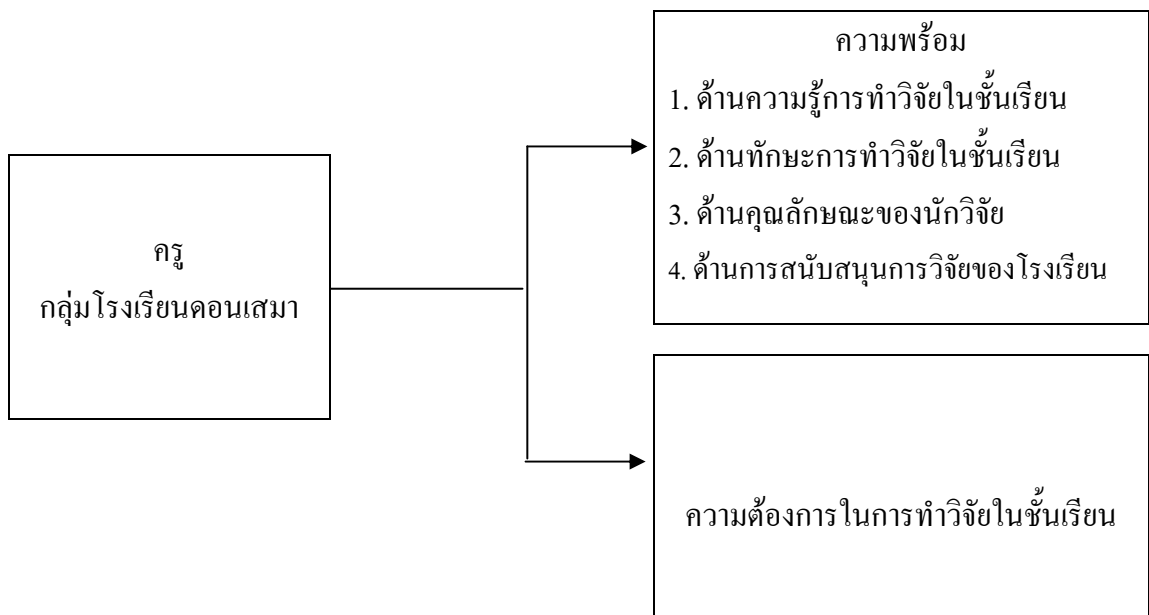 ครู
กลุ่มโรงเรียนดอนเสมา
ความพร้อม
1. ด้านความรู้การทำวิจัยในชั้นเรียน
2. ด้านทักษะการทำวิจัยในชั้นเรียน
3. ด้านคุณลักษณะของนักวิจัย
4. ด้านการสนับสนุนการวิจัยของโรงเรียน
ความต้องการในการทำวิจัยในชั้นเรียน